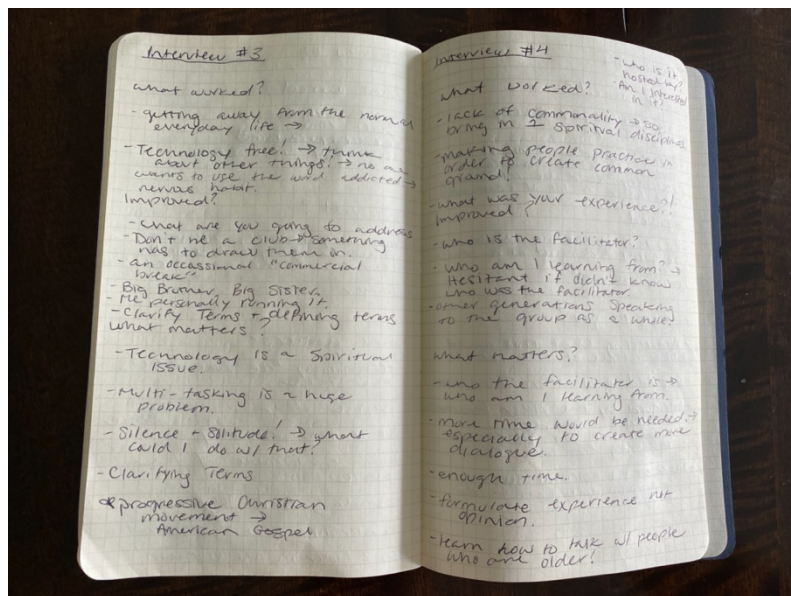 Interview #3
what worked?
- getting away from the normal
everyday life →
- Technology free! → think
about other things! → no one
wants to use the word addicted →
nervous habit.
Improved?
- what are you going to address
- Don't be a club → something
has to draw them in.
- an occassional "commercial
break"
- Big Brother, Big Sister.
- Me personally running it.
- Clarify Terms + defining terms
what matters?
- Technology is a Spiritual
issue.
- Multi-tasking is a huge
problem.
- Silence + Solitude! → what
could I do w/ that?
- Clarifying Terms
progressive Christian
movement →
American Gospel
Interview #4
- who is it
hosted by?
Am I interested
in it?
what worked?
- lack of commonality → so
bring in 1 spiritual discipline
- making people practice in
order to create common
ground!
- what was your experience?!
Improved?
- who is the facilitator?
- who am I learning from? →
Hesitant if didn't know
who was the facilitator
- other generations speaking
to the group as a whole!
what matters?
- who the facilitator is →
who am I learning from.
- more time would be needed →
especially to create more
dialogue.
- enough time.
- formulate experience not
opinion.
- learn how to talk w/ people
who are older!